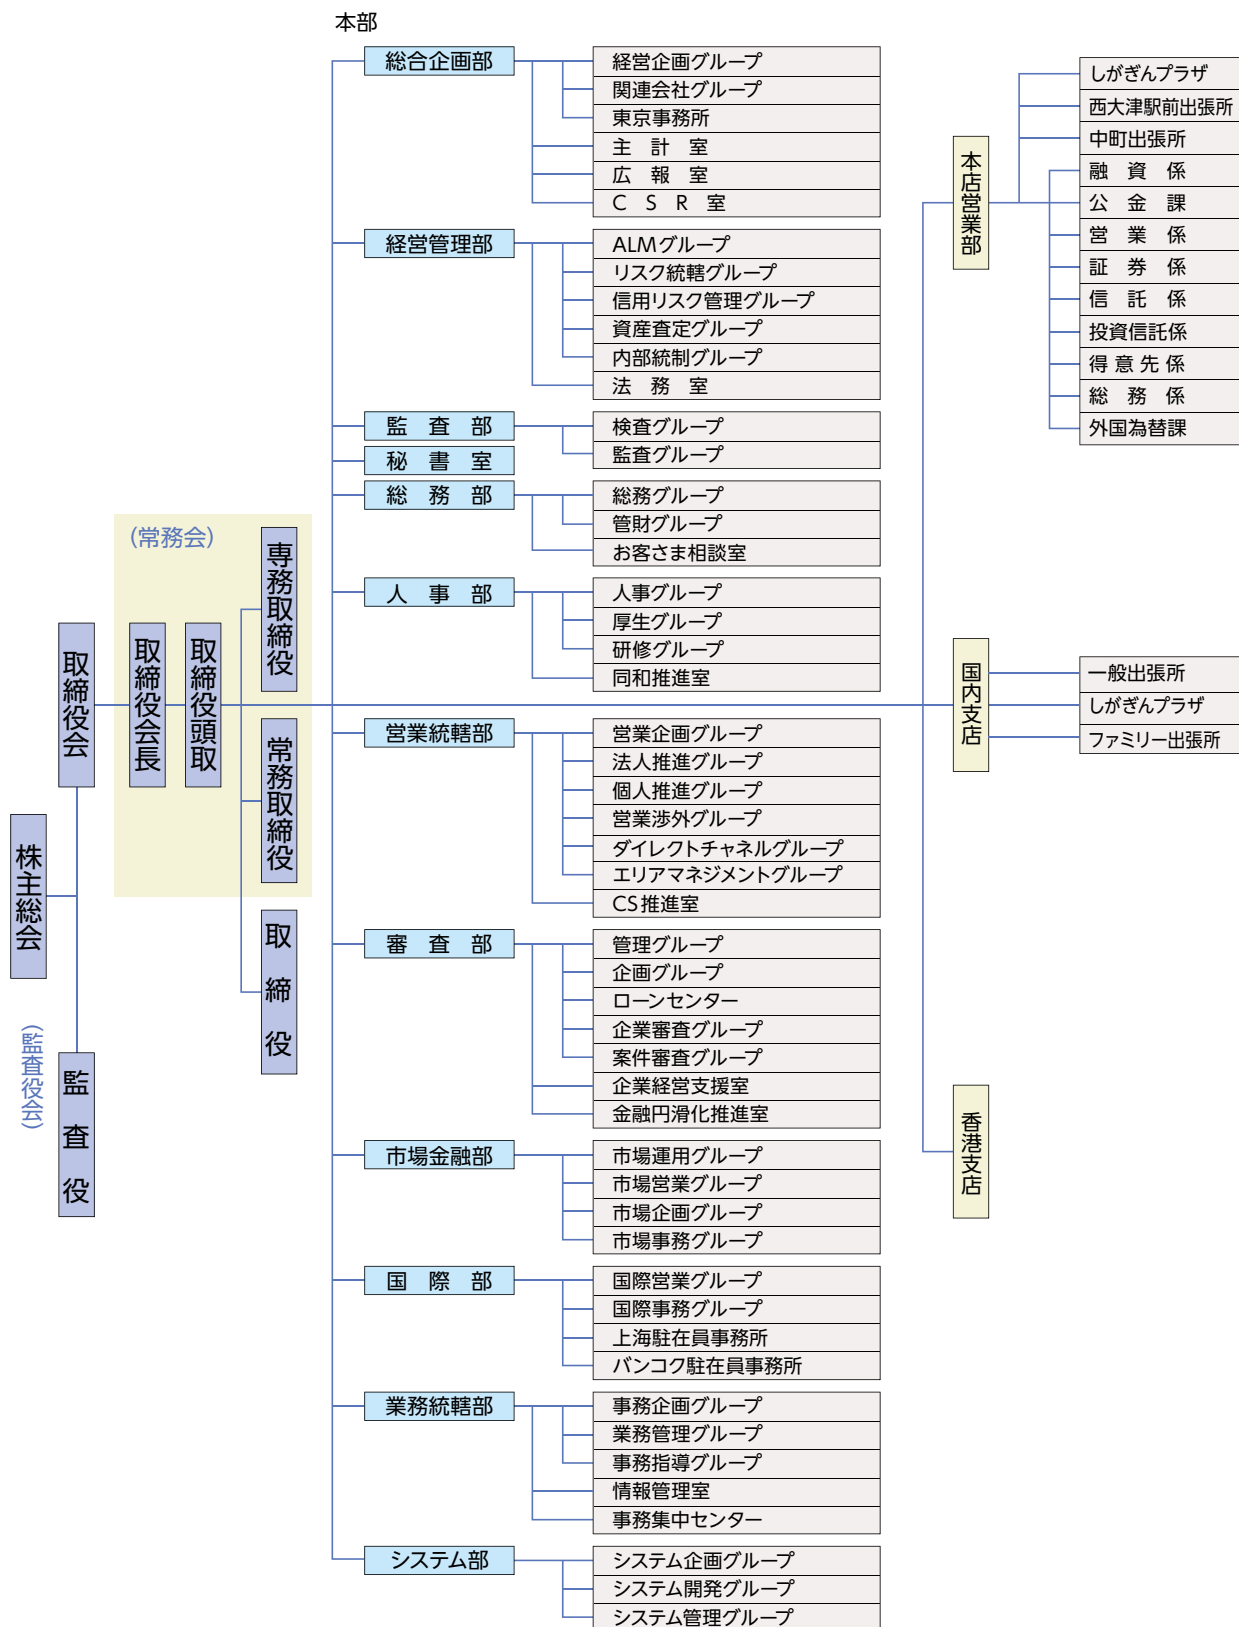 本部
総合企画部
経営企画グループ
関連会社グループ
東京事務所
主計室
広報室
CSR室
経営管理部
ALMグループ
リスク統轄グループ
信用リスク管理グループ
資産査定グループ
内部統制グループ
法務室
監査部
検査グループ
監査グループ
秘書室
総務部
総務グループ
管財グループ
お客さま相談室
人事部
人事グループ
厚生グループ
研修グループ
同和推進室
営業統轄部
営業企画グループ
法人推進グループ
個人推進グループ
営業渉外グループ
ダイレクトチャネルグループ
エリアマネジメントグループ
CS推進室
審査部
管理グループ
企画グループ
ローンセンター
企業審査グループ
案件審査グループ
企業経営支援室
金融円滑化推進室
市場金融部
市場運用グループ
市場営業グループ
市場企画グループ
市場事務グループ
国際部
国際営業グループ
国際事務グループ
上海駐在員事務所
バンコク駐在員事務所
業務統轄部
事務企画グループ
業務管理グループ
事務指導グループ
情報管理室
事務集中センター
システム部
システム企画グループ
システム開発グループ
システム管理グループ
株主総会
取締役会
(監査役会)
監査役
(常務会)
取締役会長
取締役頭取
専務取締役
常務取締役
取締役
本店営業部
しがぎんプラザ
西大津駅前出張所
中町出張所
融資係
公金課
営業係
証券係
信託係
投資信託係
得意先係
総務係
外国為替課
国内支店
一般出張所
しがぎんプラザ
ファミリー出張所
香港支店